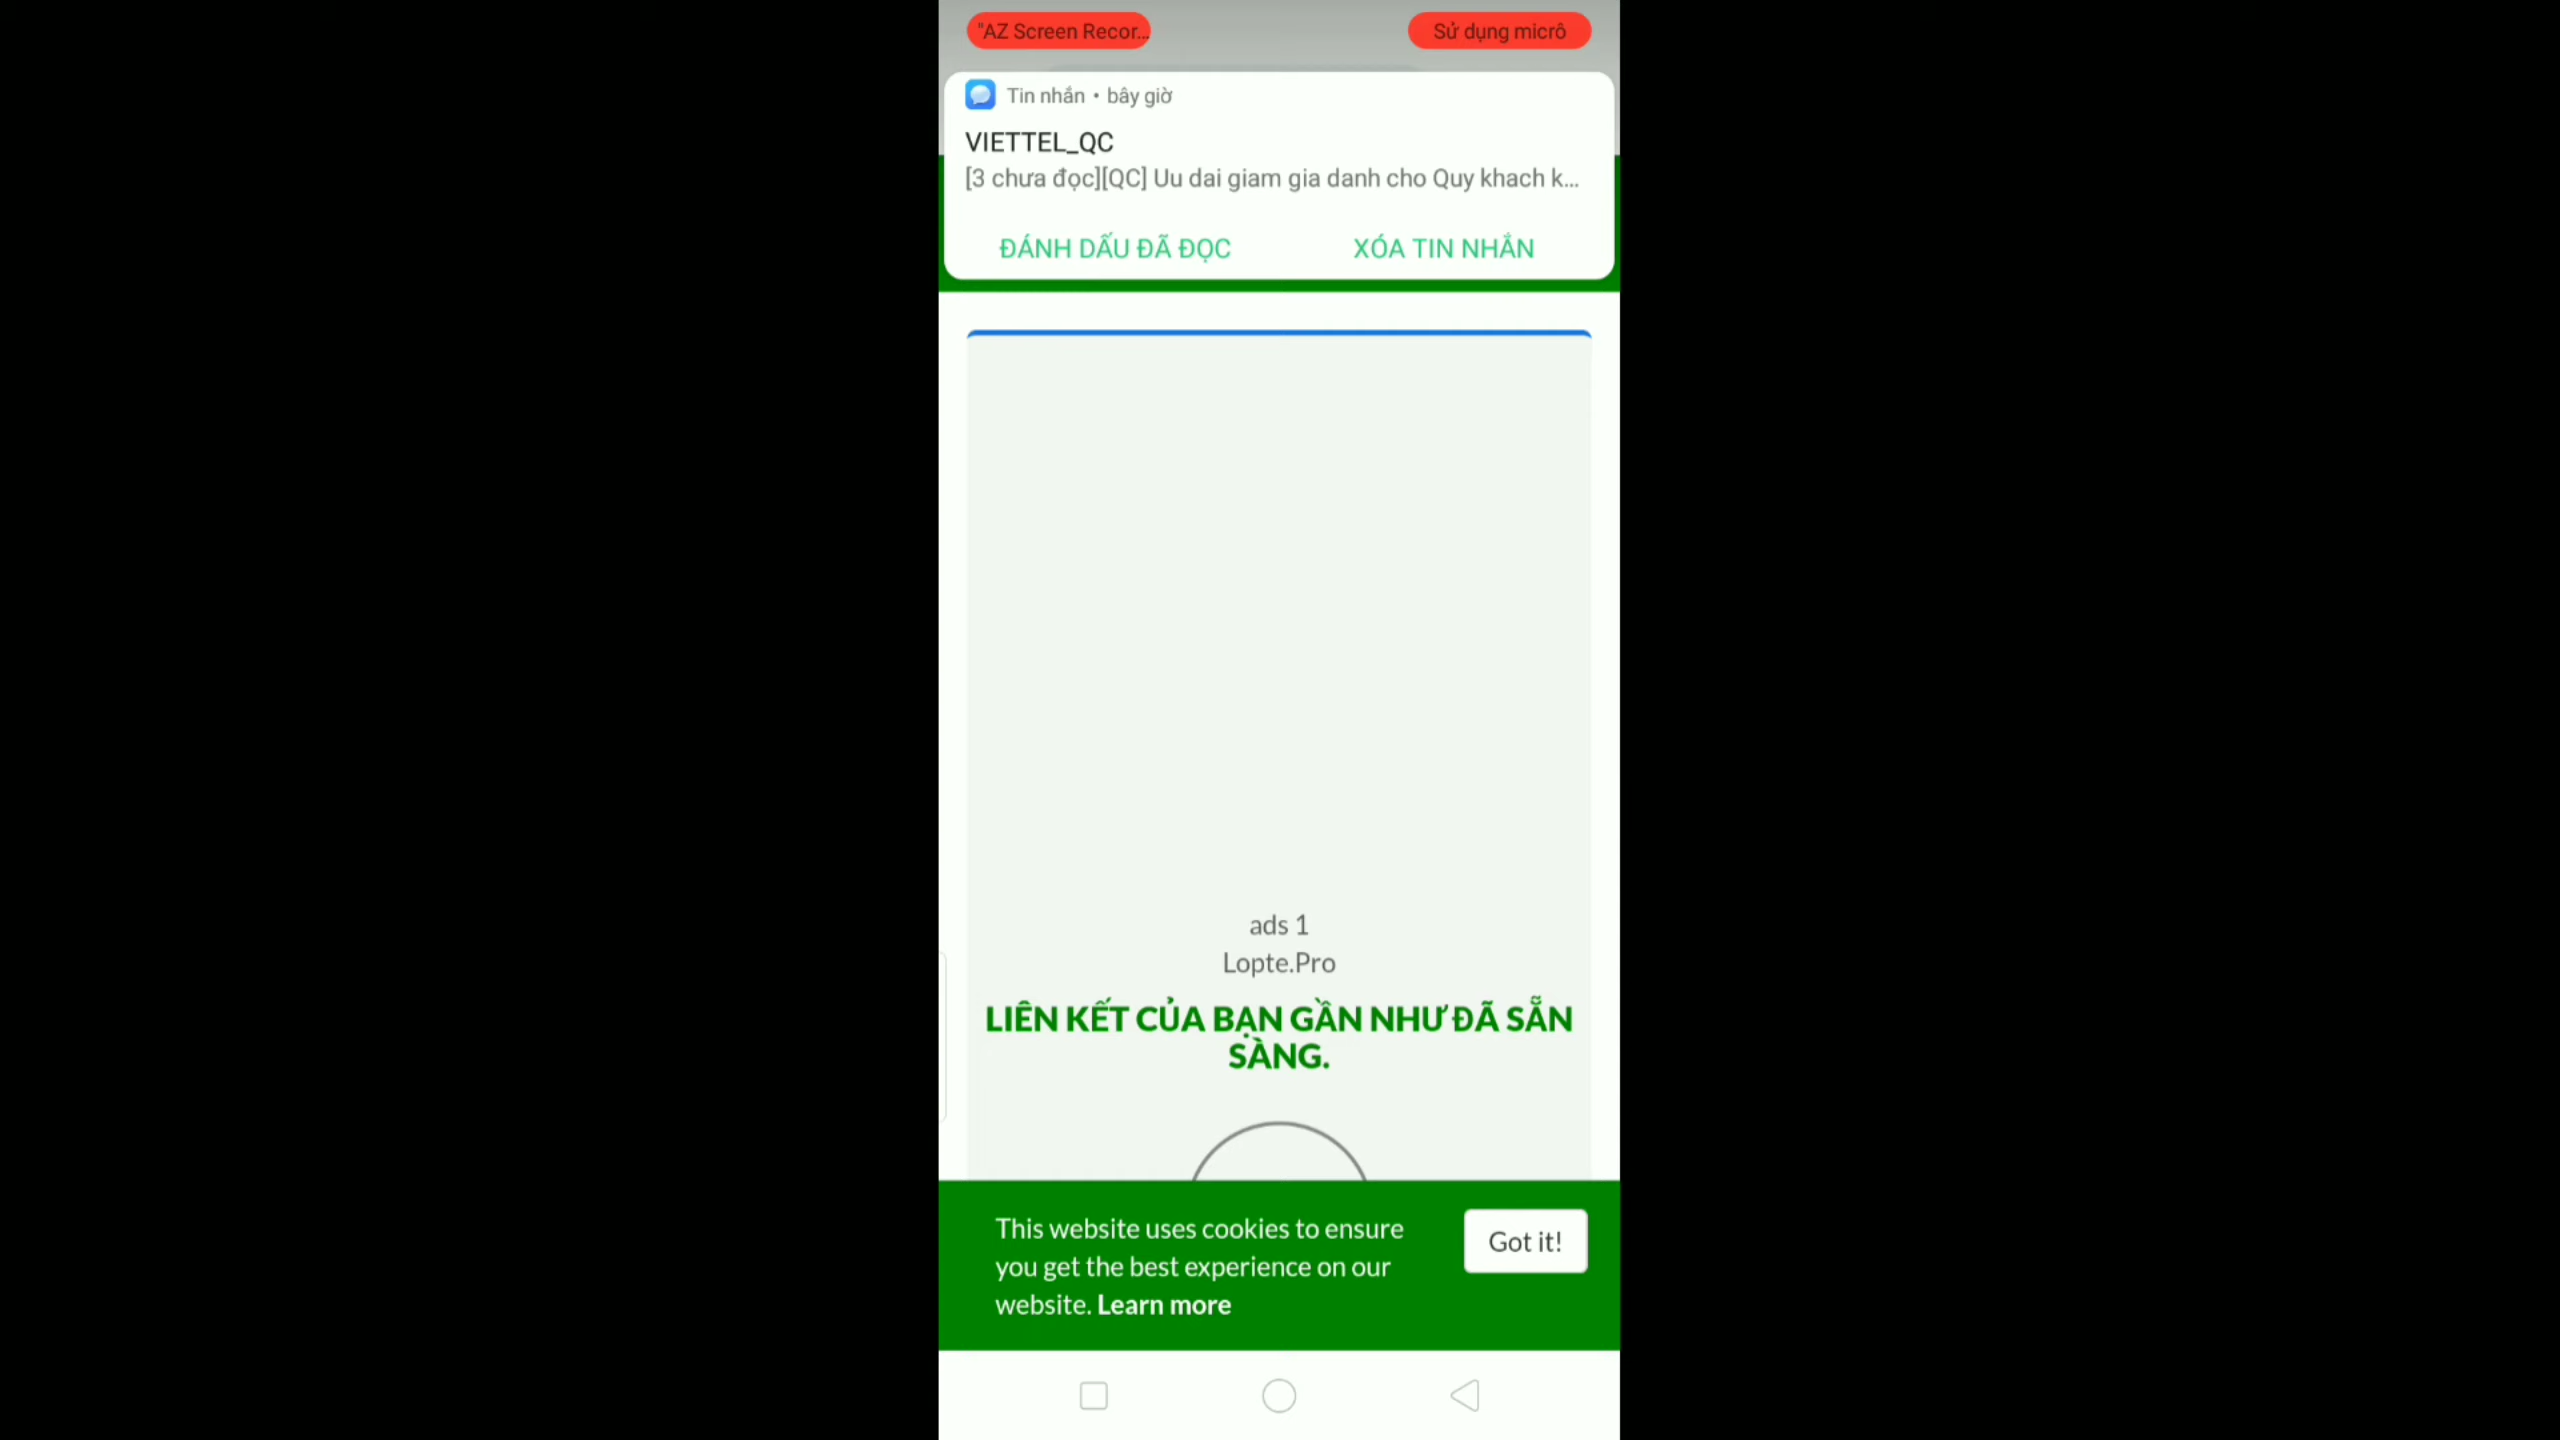 "AZ Screen Recor...
Sử dụng micrô
Tin nhắn • bây giờ
VIETTEL_QC
[3 chưa đọc][QC] Uu dai giam gia danh cho Quy khach k...
ĐÁNH DẤU ĐÃ ĐỌC
XÓA TIN NHẮN
ads 1
Lopte.Pro
LIÊN KẾT CỦA BẠN GẦN NHƯ ĐÃ SẴN
SÀNG.
This website uses cookies to ensure
you get the best experience on our
website. Learn more
Got it!